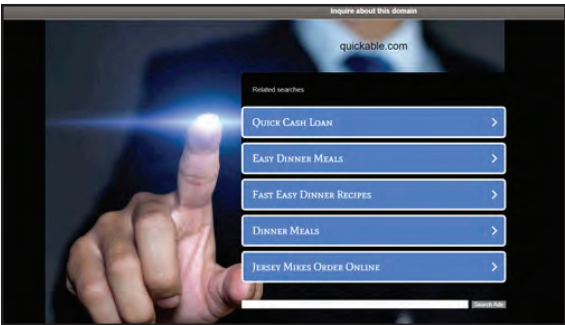 Inquire about this domain
quickable.com
Related searches
QUICK CASH LOAN
EASY DINNER MEALS
FAST EASY DINNER RECIPES
DINNER MEALS
JERSEY MIKES ORDER ONLINE
Search Ads